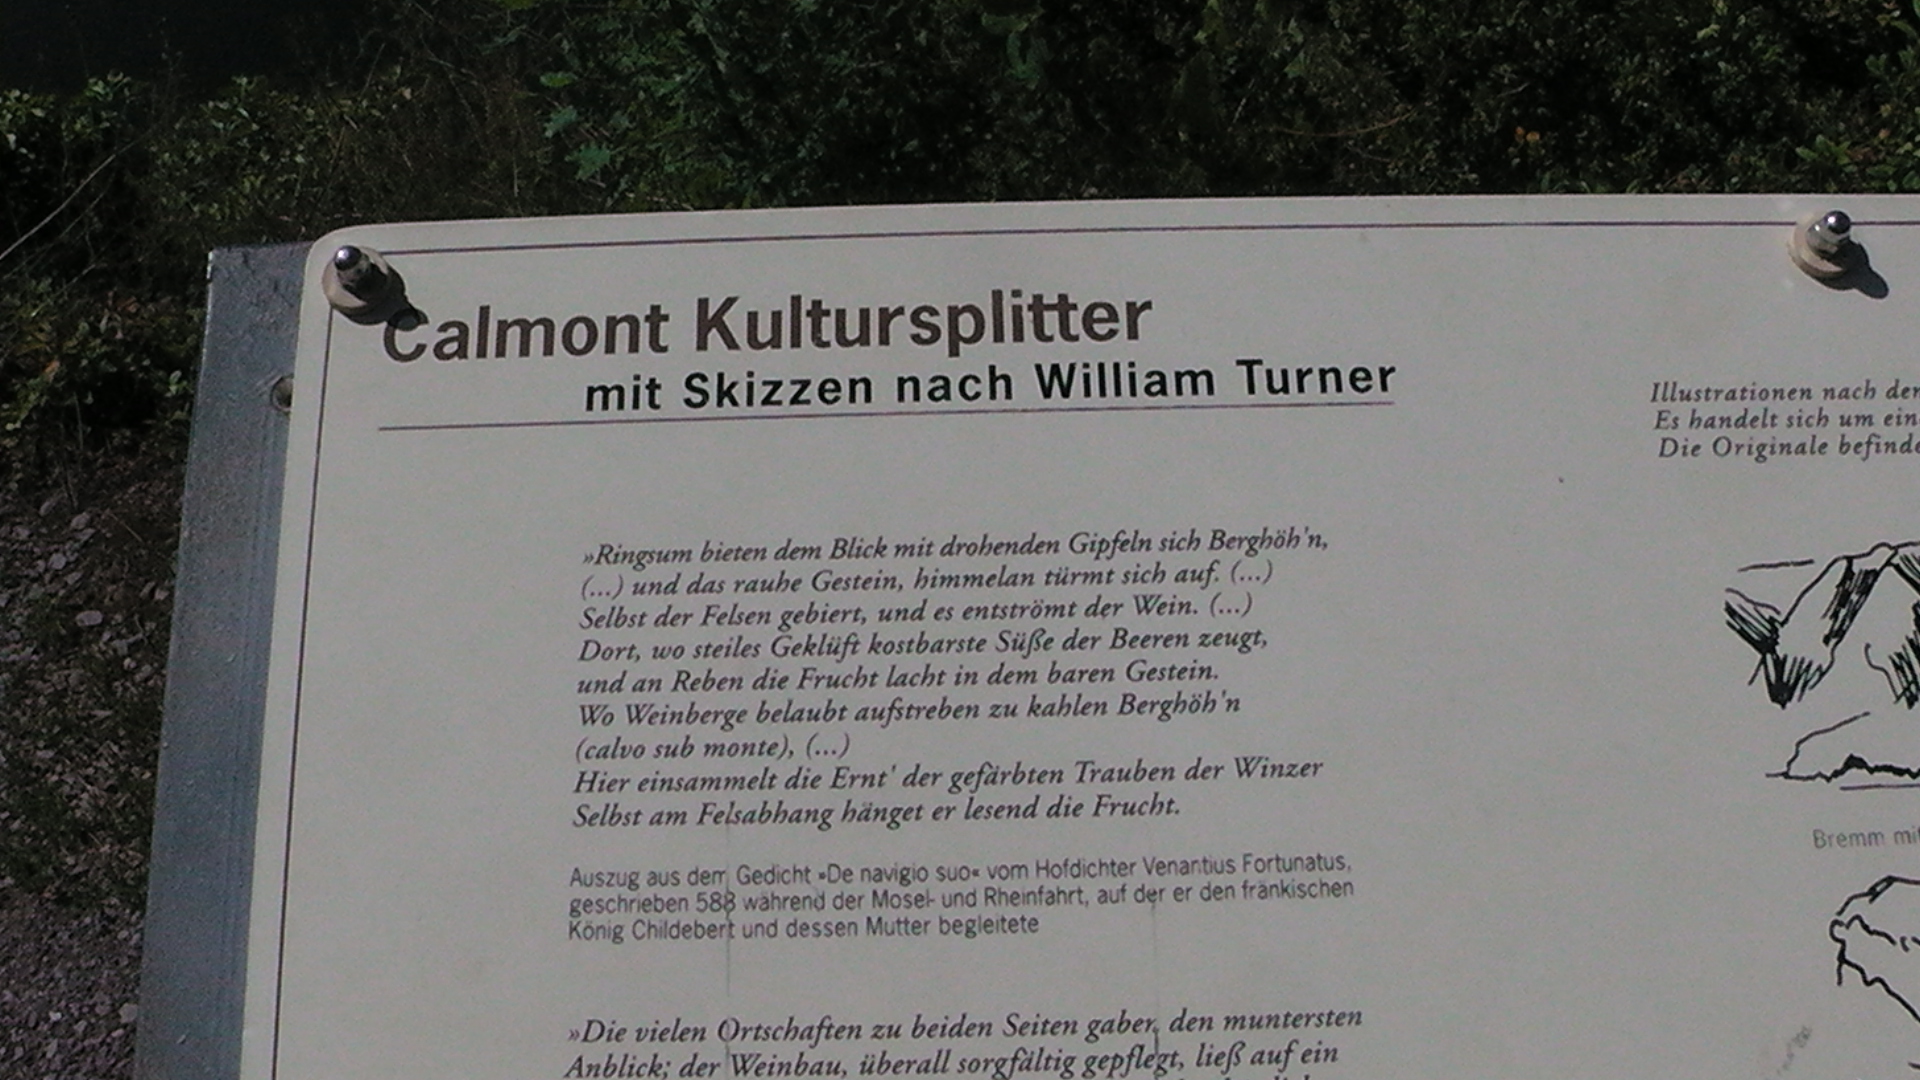 Calmont Kultursplitter
mit Skizzen nach William Turner
Illustrationen nach
Es handelt sich um
Die Originale
»Ringsum bieten dem Blick mit drohenden Gipfeln sich Berghöh'n,
(...) und das rauhe Gestein, himmelan türmt sich auf. (...)
Selbst der Felsen gebiert, und es entströmt der Wein. (...)
Dort, wo steiles Geklüft kostbarste Süße der Beeren zeugt,
und an Reben die Frucht lacht in dem baren Gestein.
Wo Weinberge belaubt aufstreben zu kahlen Berghöh'n
(calvo sub monte), (...)
Hier einsammelt die Ernt' der gefärbten Trauben der Winzer
Selbst am Felsabhang hänget er lesend die Frucht.
Bremm
Auszug aus dem Gedicht »De navigio suo« vom Hofdichter Venantius Fortunatus,
geschrieben 588 während der Mosel- und Rheinfahrt, auf der er den fränkischen
König Childebert und dessen Mutter begleitete
»Die vielen Ortschaften zu beiden Seiten gaben den muntersten
Anblick; der Weinbau, überall sorgfältig gepflegt, ließ auf ein